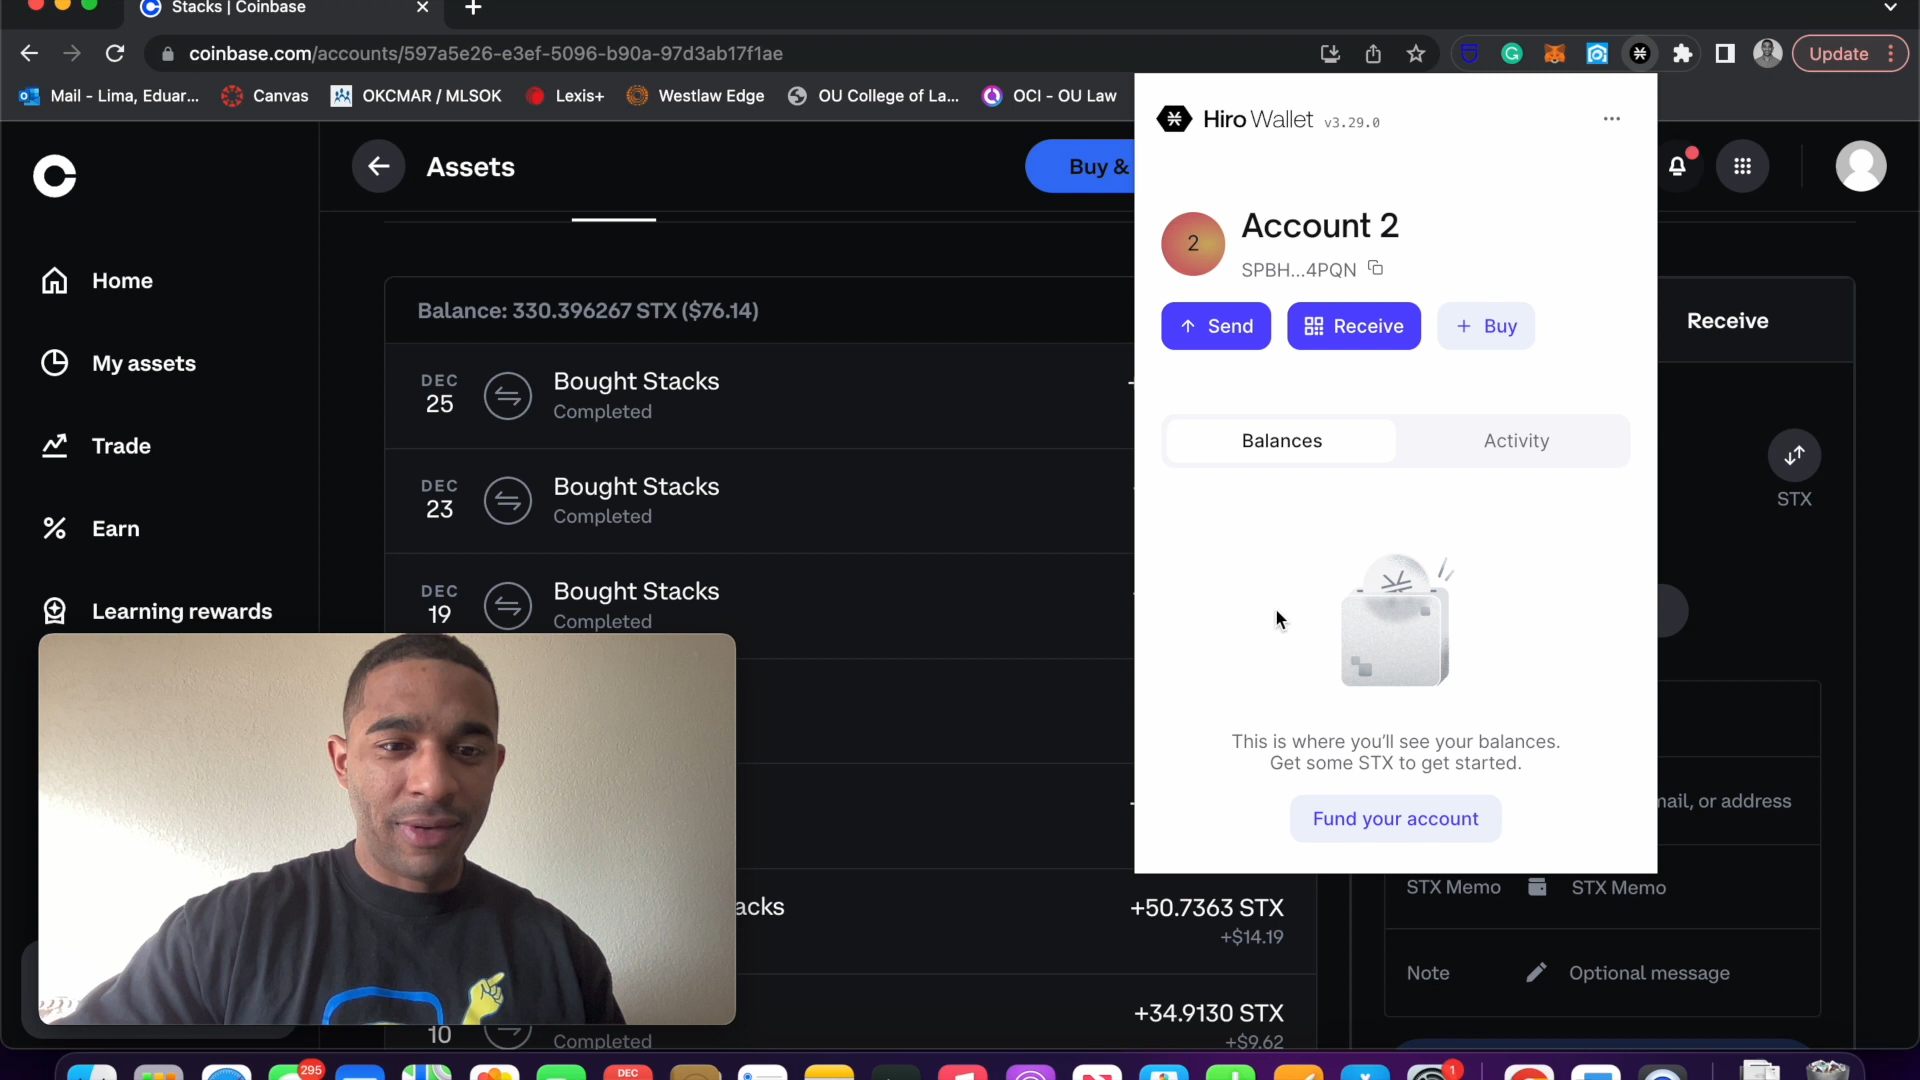 Stacks | Coinbase
coinbase.com/accounts/597a5e26-e3ef-5096-b90a-97d3ab17f1ae
Update
Mail - Lima, Eduar...
Canvas
OKCMAR / MLSOK
Lexis+
Westlaw Edge
OU College of La...
OCI - OU Law
Assets
Buy &
Home
My assets
Trade
Earn
Learning rewards
Balance: 330.396267 STX ($76.14)
DEC
25
Bought Stacks
Completed
DEC
23
Bought Stacks
Completed
DEC
19
Bought Stacks
Completed
acks
+50.7363 STX
+$14.19
10
Completed
+34.9130 STX
+$9.62
Hiro Wallet v3.29.0
2
Account 2
SPBH...4PQN
Send
Receive
Buy
Balances
Activity
This is where you'll see your balances.
Get some STX to get started.
Fund your account
Receive
STX
mail, or address
STX Memo
STX Memo
Note
Optional message
295
DEC
1